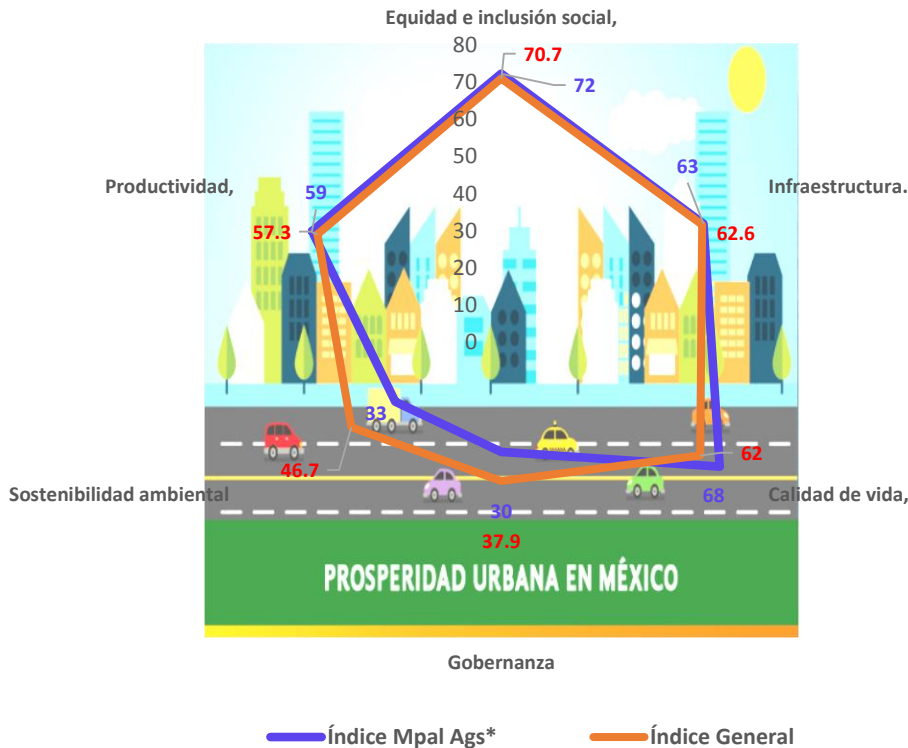 Equidad e inclusión social,
80
70.7
70
72
60
50
63
40
Productividad,
59
Infraestructura.
57.3
30
62.6
20
10
0
33
46.7
62
Sostenibilidad ambiental
68
Calidad de vida,
30
37.9
PROSPERIDAD URBANA EN MÉXICO
Gobernanza
Índice Mpal Ags*
Índice General